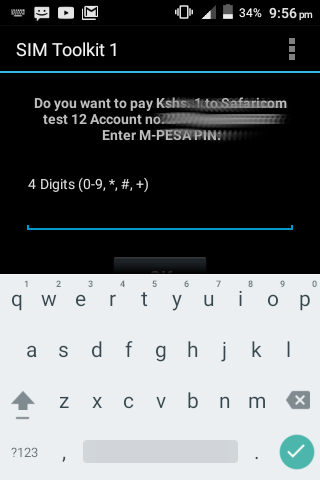 34% 9:56 pm
SIM Toolkit 1
Do you want to pay Kshs. 1 to Safaricom
test 12 Account no.
Enter M-PESA PIN.
4 Digits (0-9, *, #, +)
1 2 3 4 5 6 7 8 9 0
q w e r t y u i o p
a s d f g h j k l
z x c v b n m
?123 , .